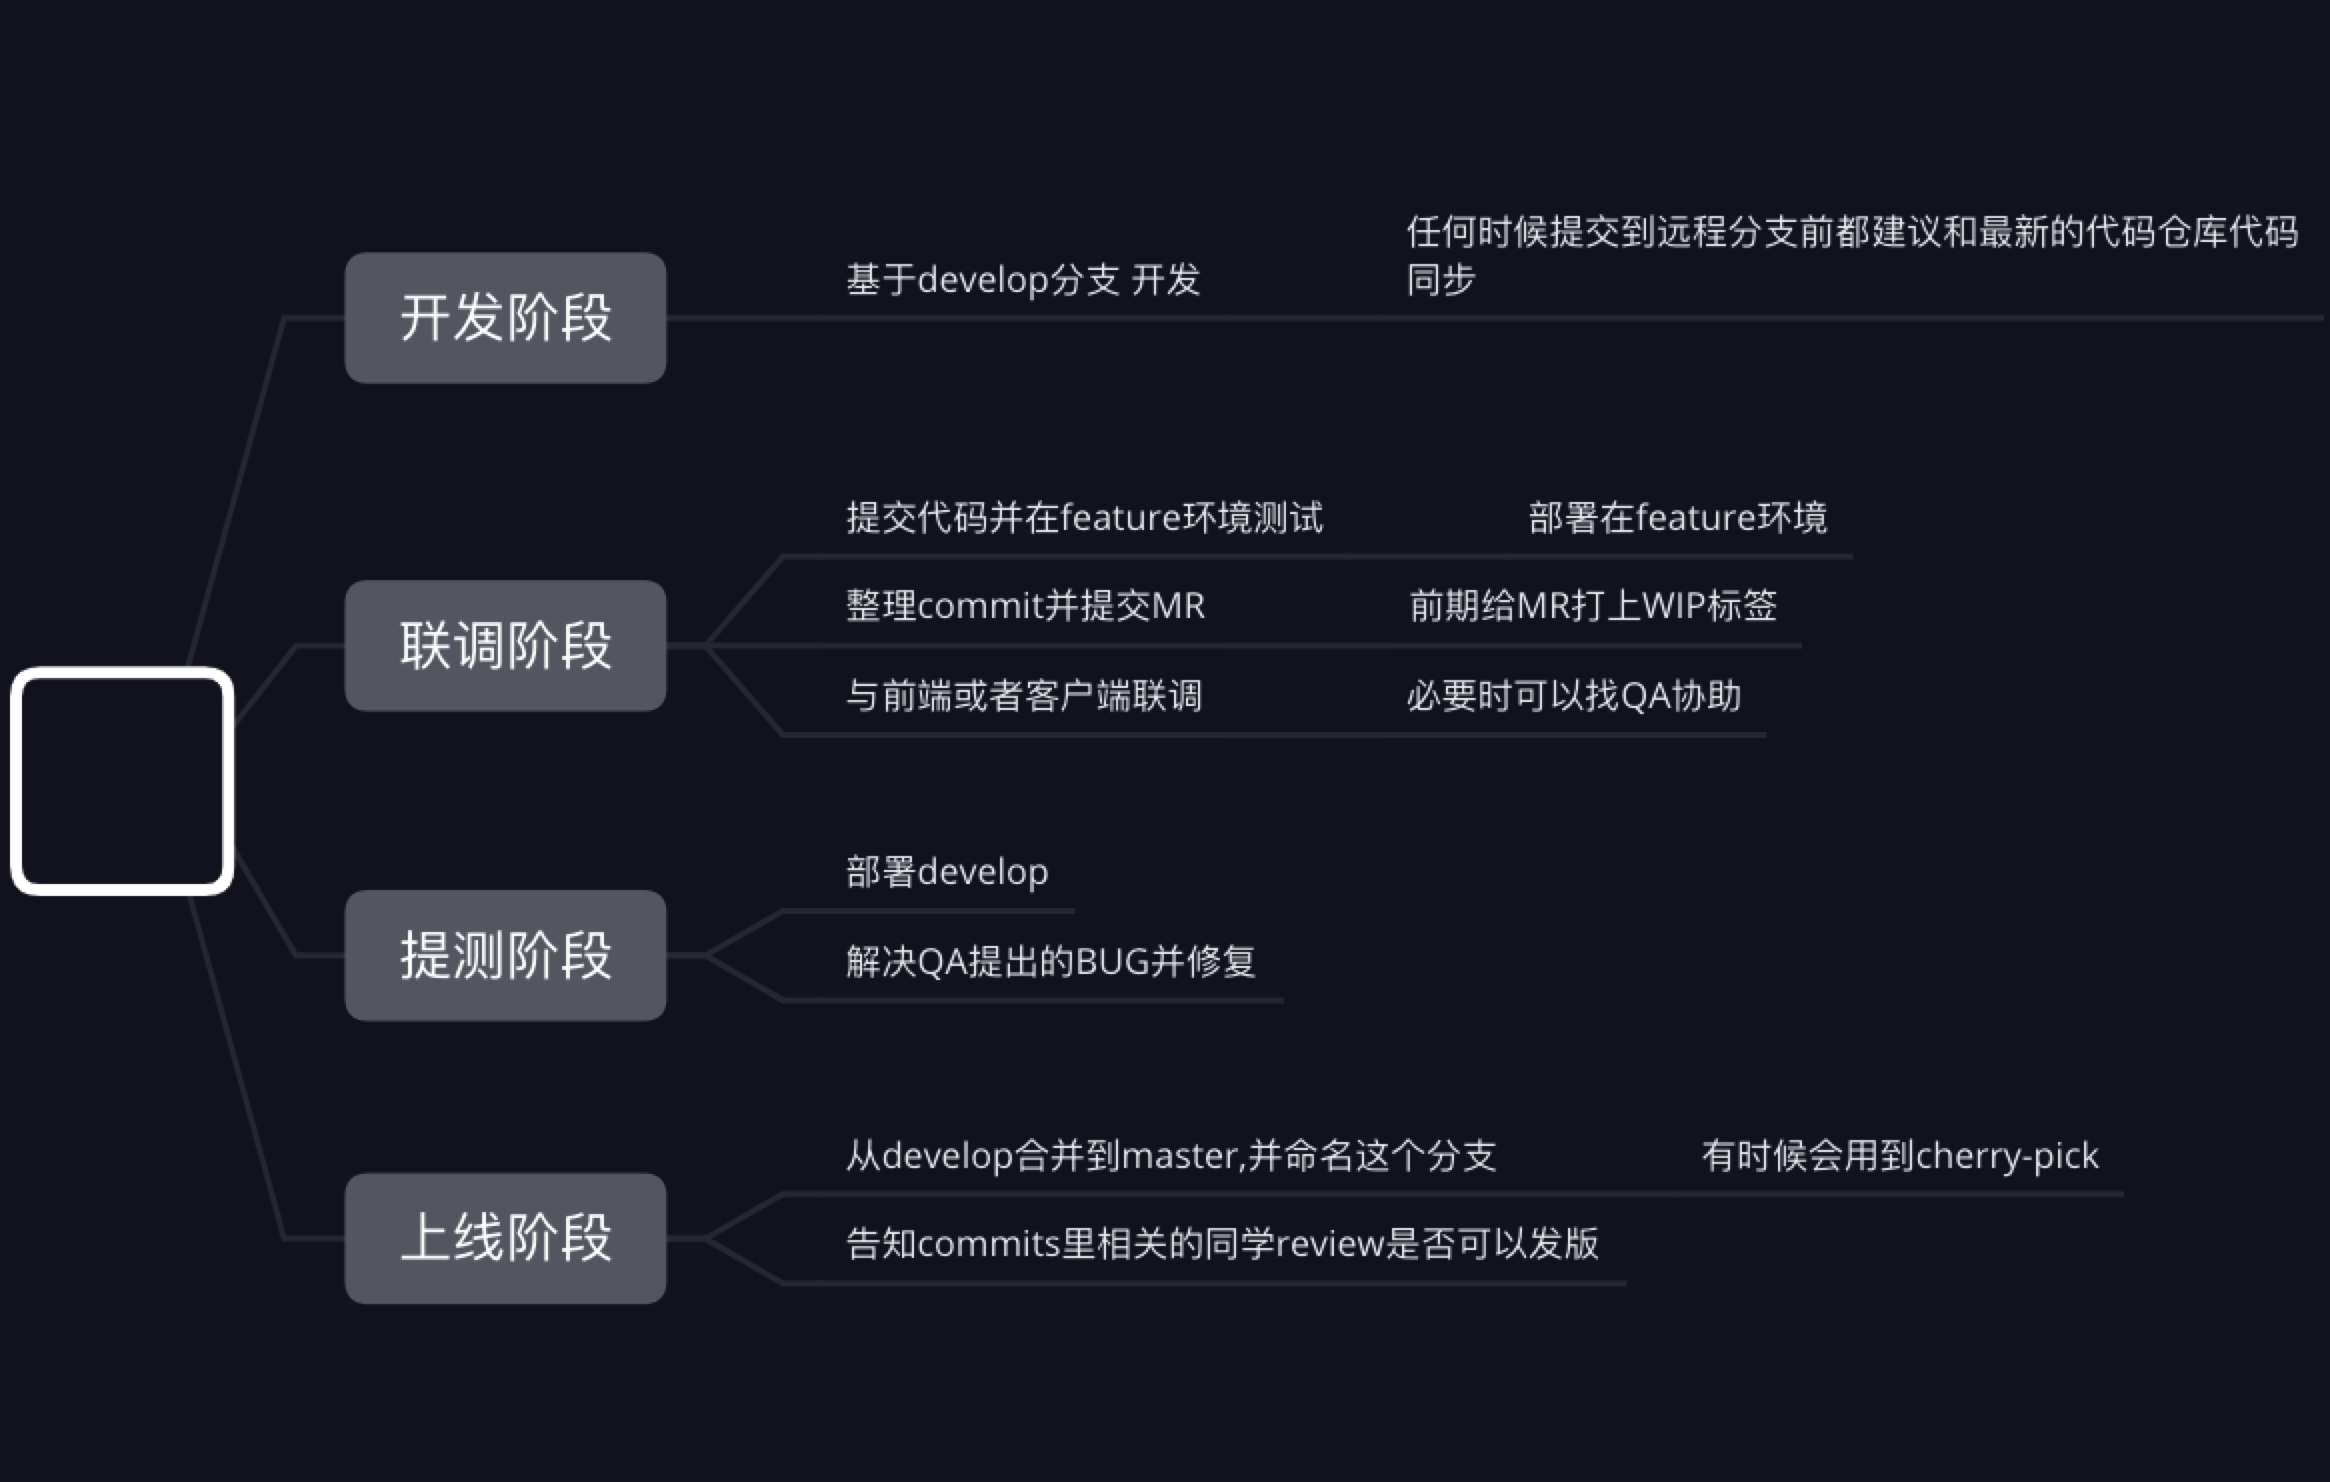 开发阶段
基于develop分支 开发
任何时候提交到远程分支前都建议和最新的代码仓库代码
同步
联调阶段
提交代码并在feature环境测试
部署在feature环境
整理commit并提交MR
前期给MR打上WIP标签
与前端或者客户端联调
必要时可以找QA协助
提测阶段
部署develop
解决QA提出的BUG并修复
上线阶段
从develop合并到master,并命名这个分支
有时候会用到cherry-pick
告知commits里相关的同学review是否可以发版